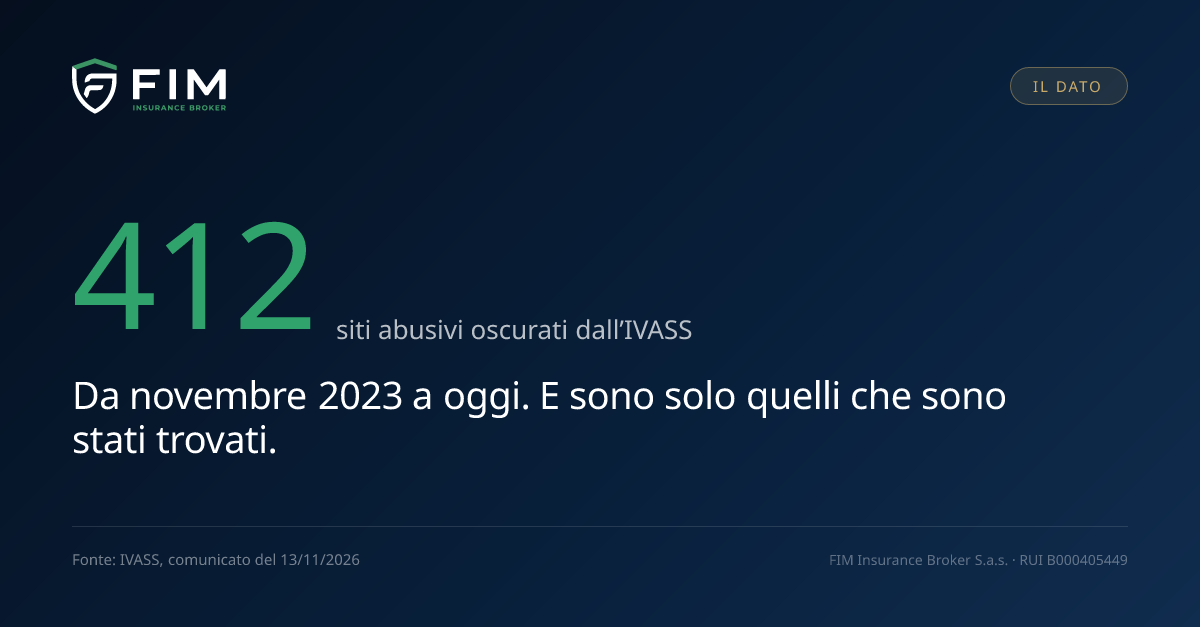 FIM
INSURANCE BROKER
IL DATO
412
siti abusivi oscurati dall’IVASS
Da novembre 2023 a oggi. E sono solo quelli che sono
stati trovati.
Fonte: IVASS, comunicato del 13/11/2026
FIM Insurance Broker S.a.s. · RUI B000405449